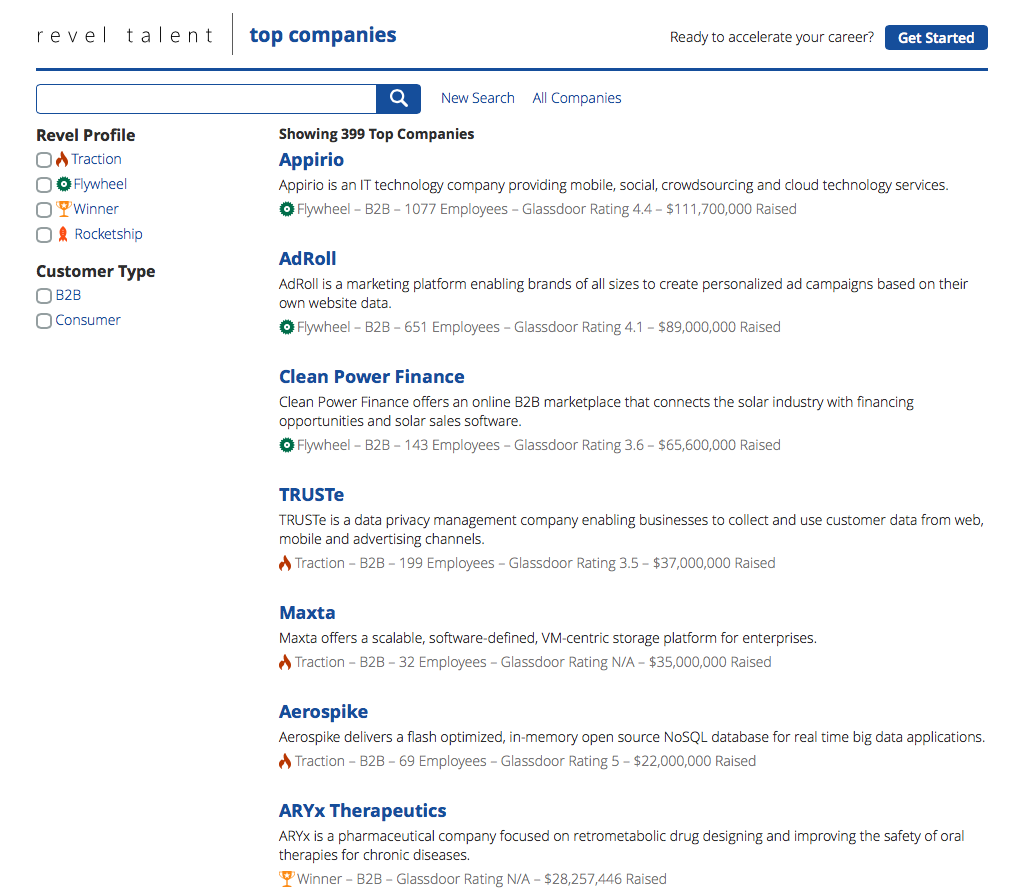 revel talent
top companies
Ready to accelerate your career?
Get Started
New Search
All Companies
Revel Profile
Traction
Flywheel
Winner
Rocketship
Customer Type
B2B
Consumer
Showing 399 Top Companies
Appirio
Appirio is an IT technology company providing mobile, social, crowdsourcing and cloud technology services.
Flywheel – B2B – 1077 Employees – Glassdoor Rating 4.4 – $111,700,000 Raised
AdRoll
AdRoll is a marketing platform enabling brands of all sizes to create personalized ad campaigns based on their
own website data.
Flywheel – B2B – 651 Employees – Glassdoor Rating 4.1 – $89,000,000 Raised
Clean Power Finance
Clean Power Finance offers an online B2B marketplace that connects the solar industry with financing
opportunities and solar sales software.
Flywheel – B2B – 143 Employees – Glassdoor Rating 3.6 – $65,600,000 Raised
TRUSTe
TRUSTe is a data privacy management company enabling businesses to collect and use customer data from web,
mobile and advertising channels.
Traction – B2B – 199 Employees – Glassdoor Rating 3.5 – $37,000,000 Raised
Maxta
Maxta offers a scalable, software-defined, VM-centric storage platform for enterprises.
Traction – B2B – 32 Employees – Glassdoor Rating N/A – $35,000,000 Raised
Aerospike
Aerospike delivers a flash optimized, in-memory open source NoSQL database for real time big data applications.
Traction – B2B – 69 Employees – Glassdoor Rating 5 – $22,000,000 Raised
ARYx Therapeutics
ARYx is a pharmaceutical company focused on retrometabolic drug designing and improving the safety of oral
therapies for chronic diseases.
Winner – B2B – Glassdoor Rating N/A – $28,257,446 Raised